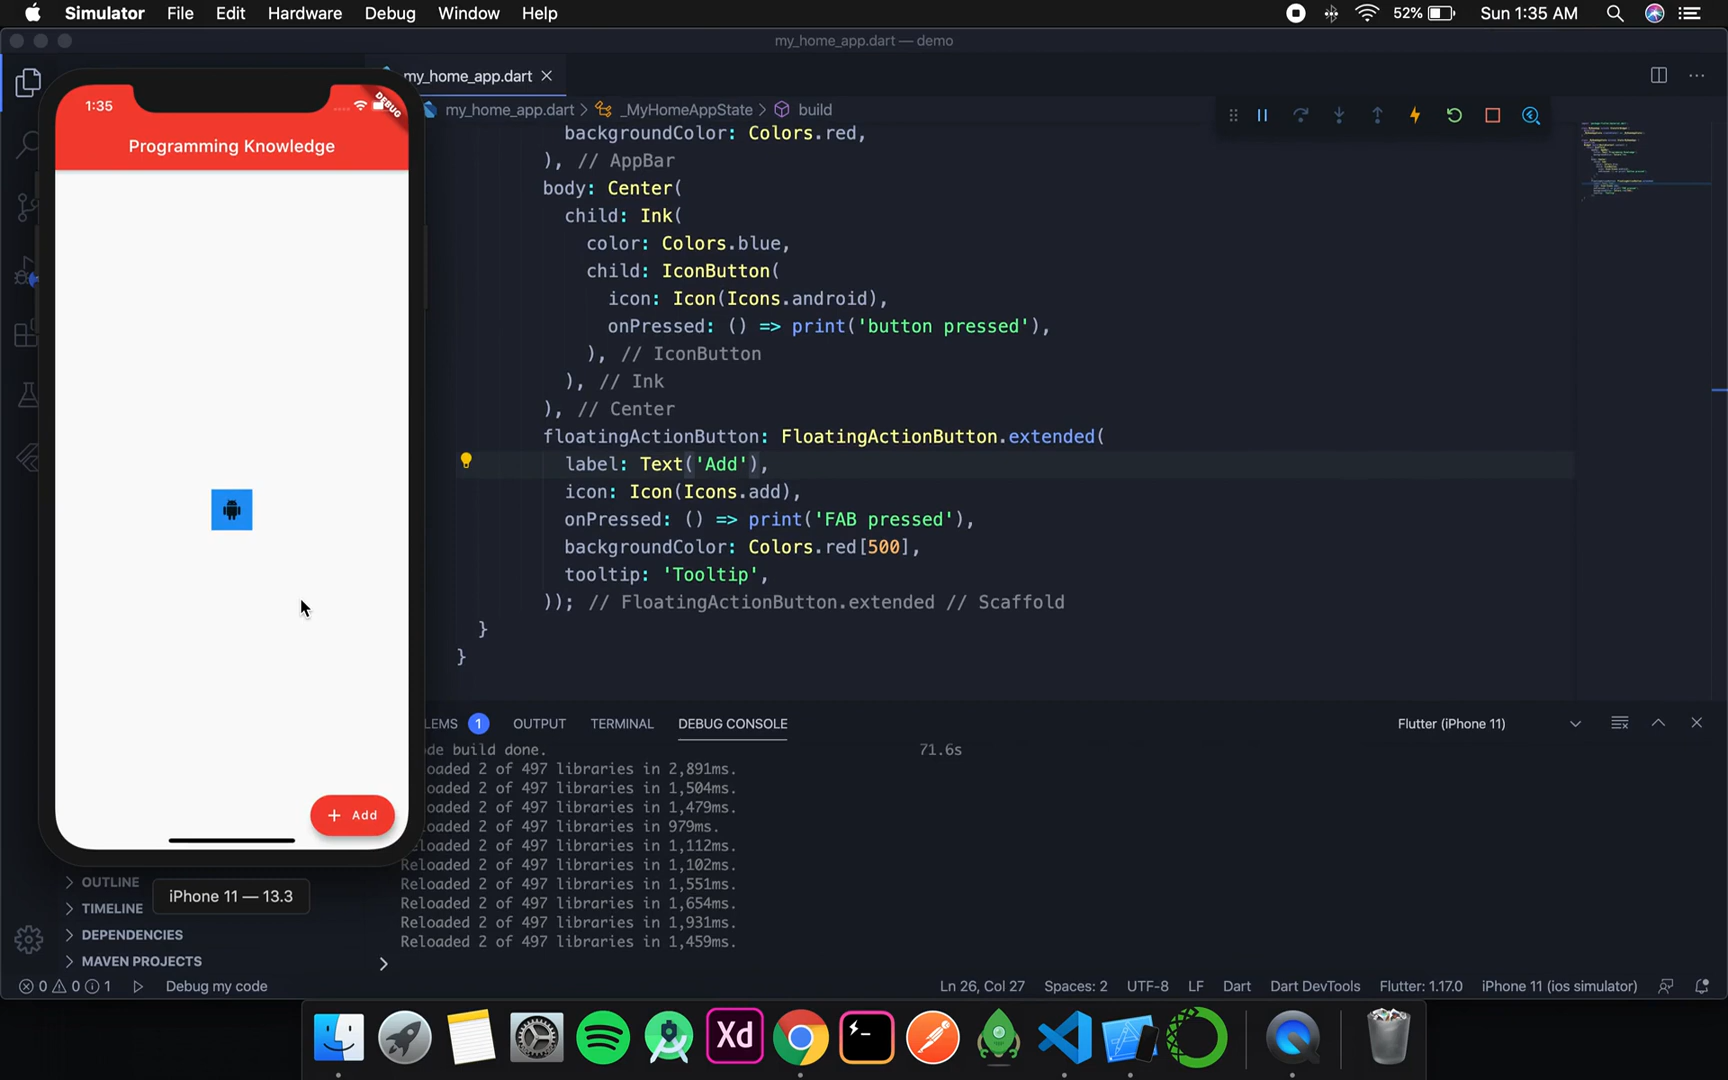 Simulator File Edit Hardware Debug Window Help 52% Sun 1:35 AM
my_home_app.dart — demo
my_home_app.dart
my_home_app.dart > _MyHomeAppState > build
1:35
DEBUG
Programming Knowledge
+ Add
iPhone 11 — 13.3
backgroundColor: Colors.red,
), // AppBar
body: Center(
child: Ink(
color: Colors.blue,
child: IconButton(
icon: Icon(Icons.android),
onPressed: () => print('button pressed'),
), // IconButton
), // Ink
), // Center
floatingActionButton: FloatingActionButton.extended(
label: Text('Add'),
icon: Icon(Icons.add),
onPressed: () => print('FAB pressed'),
backgroundColor: Colors.red[500],
tooltip: 'Tooltip',
)); // FloatingActionButton.extended // Scaffold
}
}
LEMS 1 OUTPUT TERMINAL DEBUG CONSOLE Flutter (iPhone 11)
de build done. 71.6s
oaded 2 of 497 libraries in 2,891ms.
oaded 2 of 497 libraries in 1,504ms.
oaded 2 of 497 libraries in 1,479ms.
oaded 2 of 497 libraries in 979ms.
eloaded 2 of 497 libraries in 1,112ms.
Reloaded 2 of 497 libraries in 1,102ms.
Reloaded 2 of 497 libraries in 1,551ms.
Reloaded 2 of 497 libraries in 1,654ms.
Reloaded 2 of 497 libraries in 1,931ms.
Reloaded 2 of 497 libraries in 1,459ms.
OUTLINE
TIMELINE
DEPENDENCIES
MAVEN PROJECTS
0 0 1 Debug my code Ln 26, Col 27 Spaces: 2 UTF-8 LF Dart Dart DevTools Flutter: 1.17.0 iPhone 11 (ios simulator)
Xd